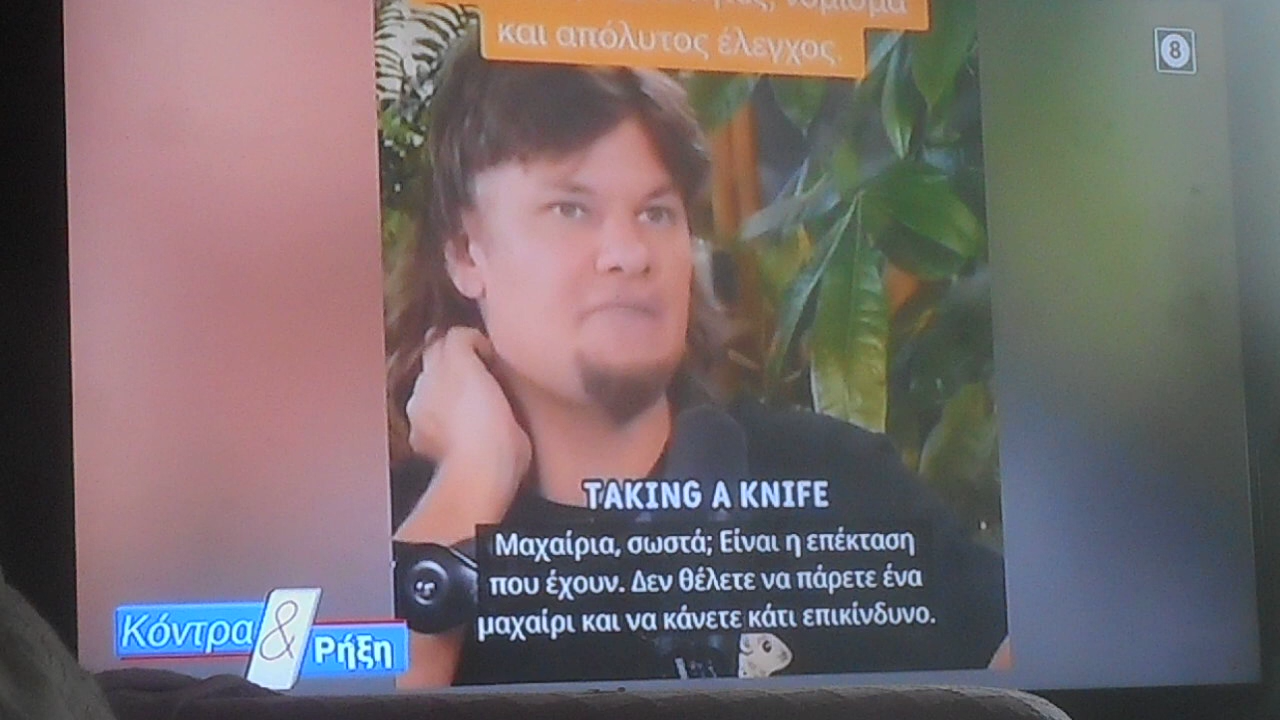 νόμισμα
και απόλυτος έλεγχος.
8
TAKING A KNIFE
Μαχαίρια, σωστά; Είναι η επέκταση
που έχουν. Δεν θέλετε να πάρετε ένα
μαχαίρι και να κάνετε κάτι επικίνδυνο.
Κόντρα & Ρήξη